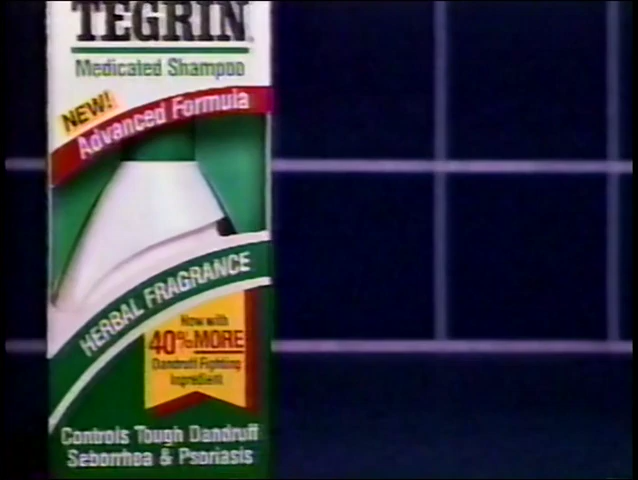 TEGRIN
Medicated Shampoo
NEW!
Advanced Formula
HERBAL FRAGRANCE
Now with
40% MORE
Dandruff Fighting
Ingredient
Controls Tough Dandruff
Seborrhea & Psoriasis